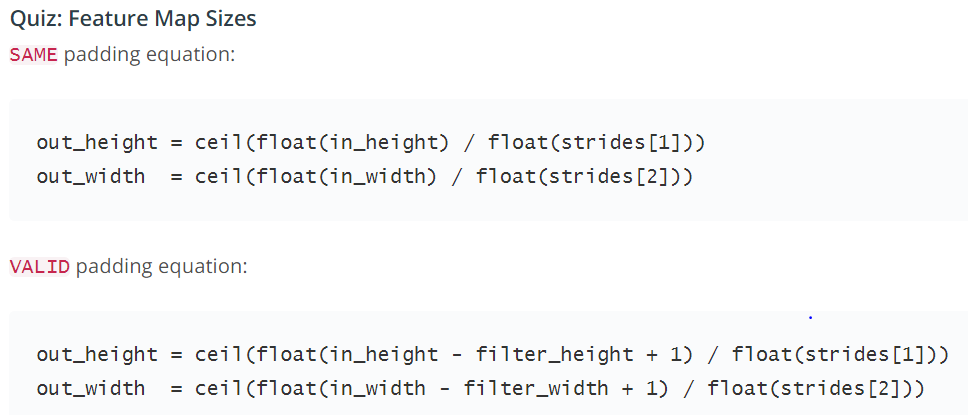 Quiz: Feature Map Sizes
SAME padding equation:
out_height = ceil(float(in_height) / float(strides[1]))
out_width  = ceil(float(in_width) / float(strides[2]))
VALID padding equation:
out_height = ceil(float(in_height - filter_height + 1) / float(strides[1]))
out_width  = ceil(float(in_width - filter_width + 1) / float(strides[2]))